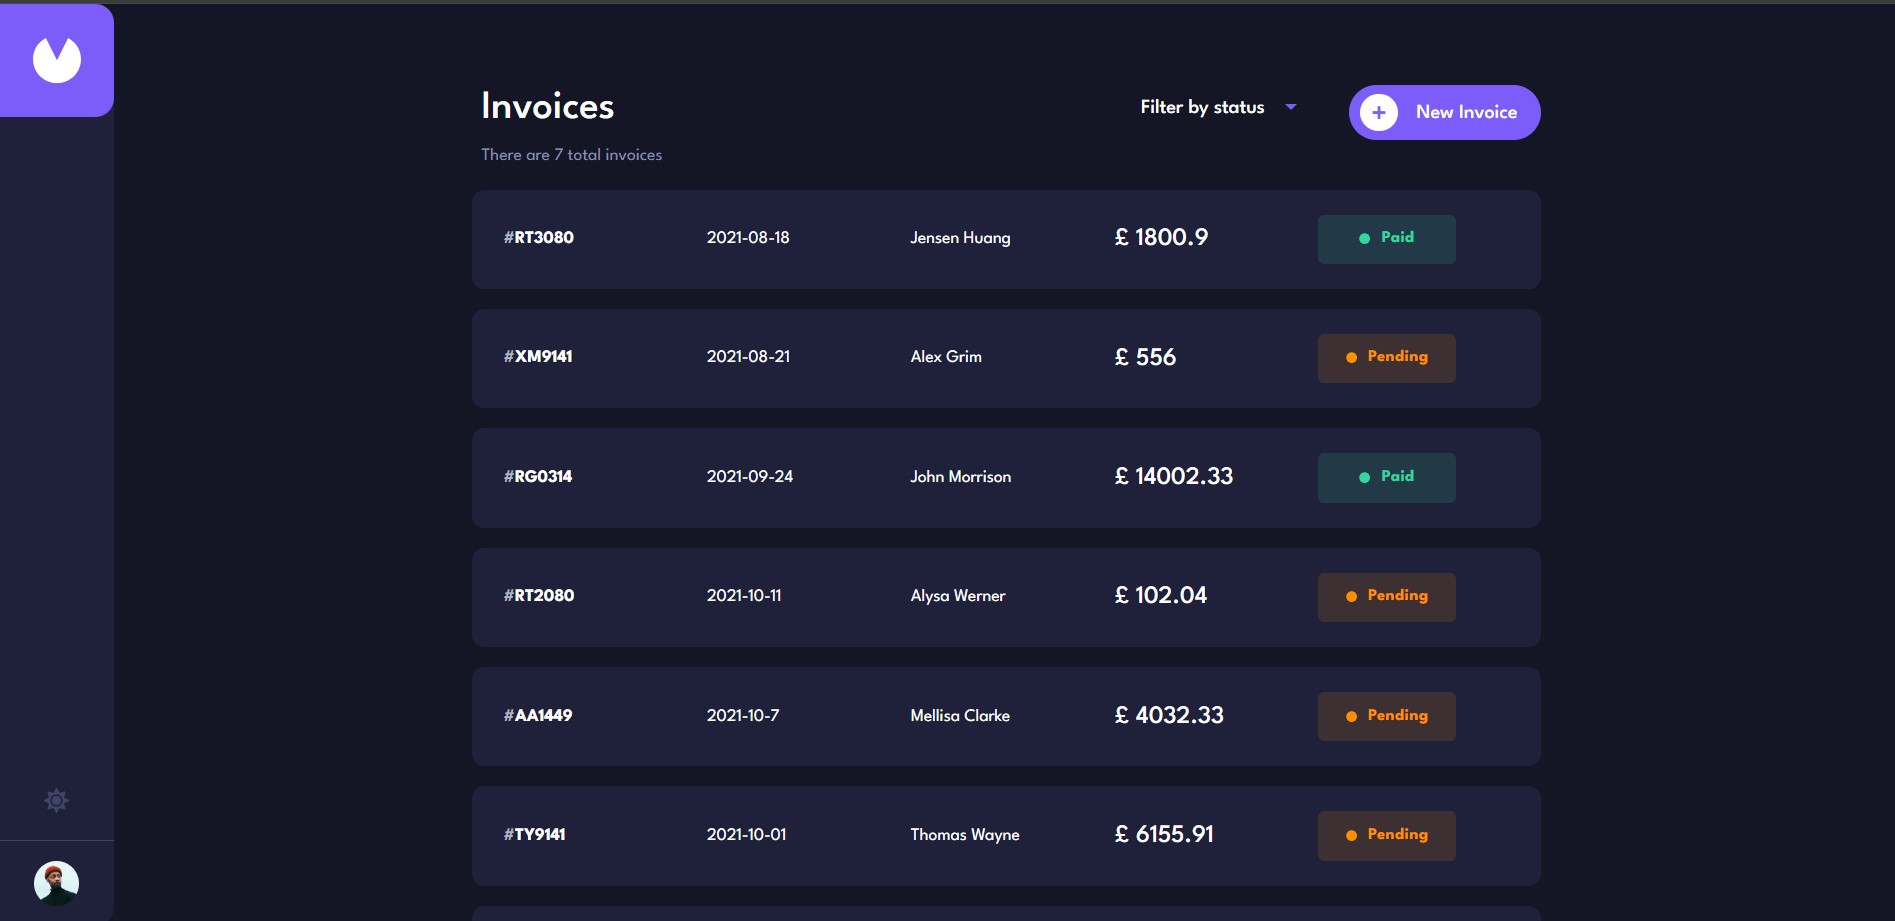 Invoices
Filter by status
+ New Invoice
There are 7 total invoices
#RT3080 2021-08-18 Jensen Huang £ 1800.9 Paid
#XM9141 2021-08-21 Alex Grim £ 556 Pending
#RG0314 2021-09-24 John Morrison £ 14002.33 Paid
#RT2080 2021-10-11 Alysa Werner £ 102.04 Pending
#AA1449 2021-10-7 Mellisa Clarke £ 4032.33 Pending
#TY9141 2021-10-01 Thomas Wayne £ 6155.91 Pending